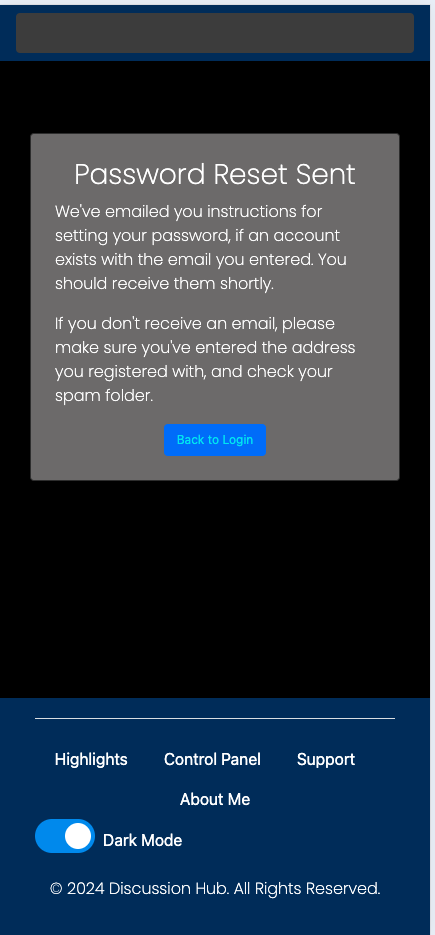 Password Reset Sent
We've emailed you instructions for
setting your password, if an account
exists with the email you entered. You
should receive them shortly.
If you don't receive an email, please
make sure you've entered the address
you registered with, and check your
spam folder.
Back to Login
Highlights Control Panel Support
About Me
Dark Mode
© 2024 Discussion Hub. All Rights Reserved.